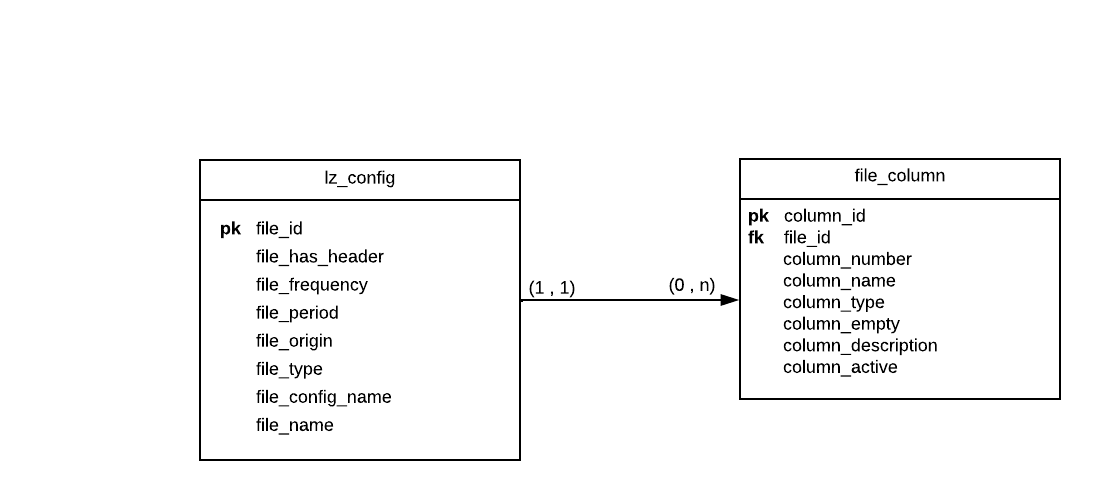 lz_config
pk file_id
file_has_header
file_frequency
file_period
file_origin
file_type
file_config_name
file_name
(1 , 1)
(0 , n)
file_column
pk column_id
fk file_id
column_number
column_name
column_type
column_empty
column_description
column_active